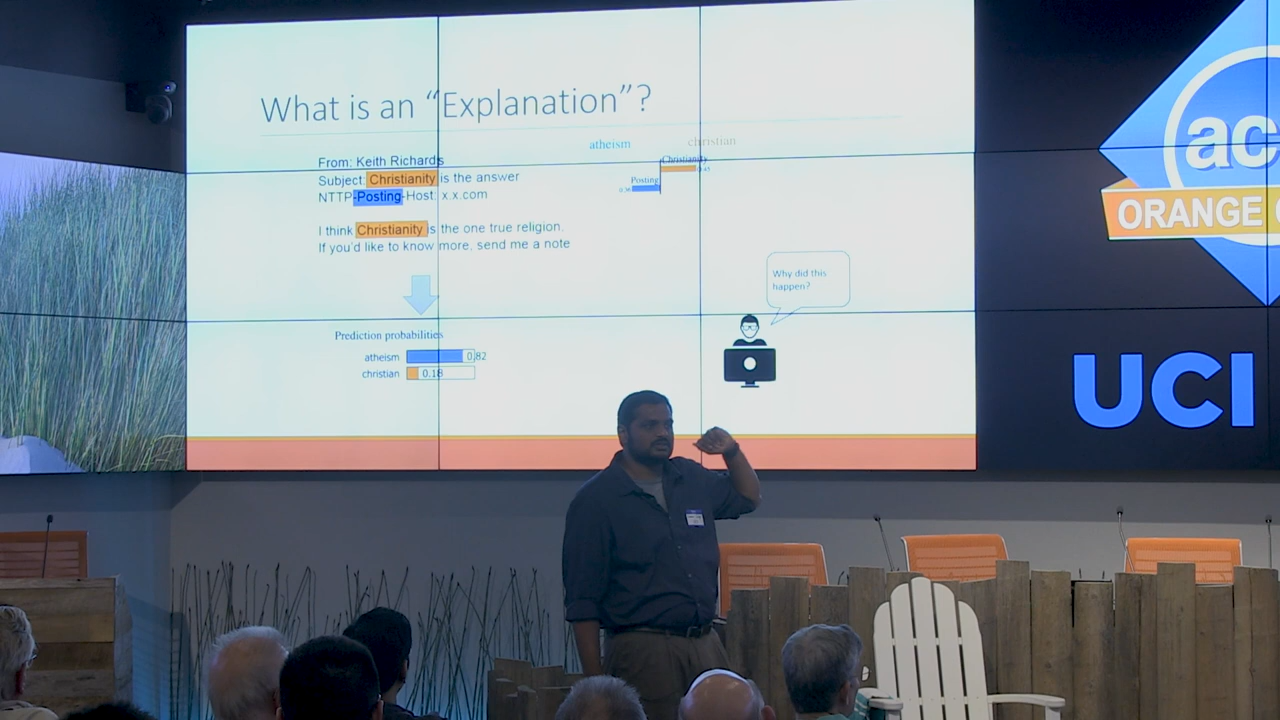 What is an “Explanation”?
From: Keith Richards
Subject: Christianity is the answer
NTTP-Posting-Host: x.x.com
I think Christianity is the one true religion.
If you'd like to know more, send me a note
Prediction probabilities
atheism 0.82
christian 0.18
atheism christian
Christianity
Posting
Why did this
happen?
ac
ORANGE
UCI